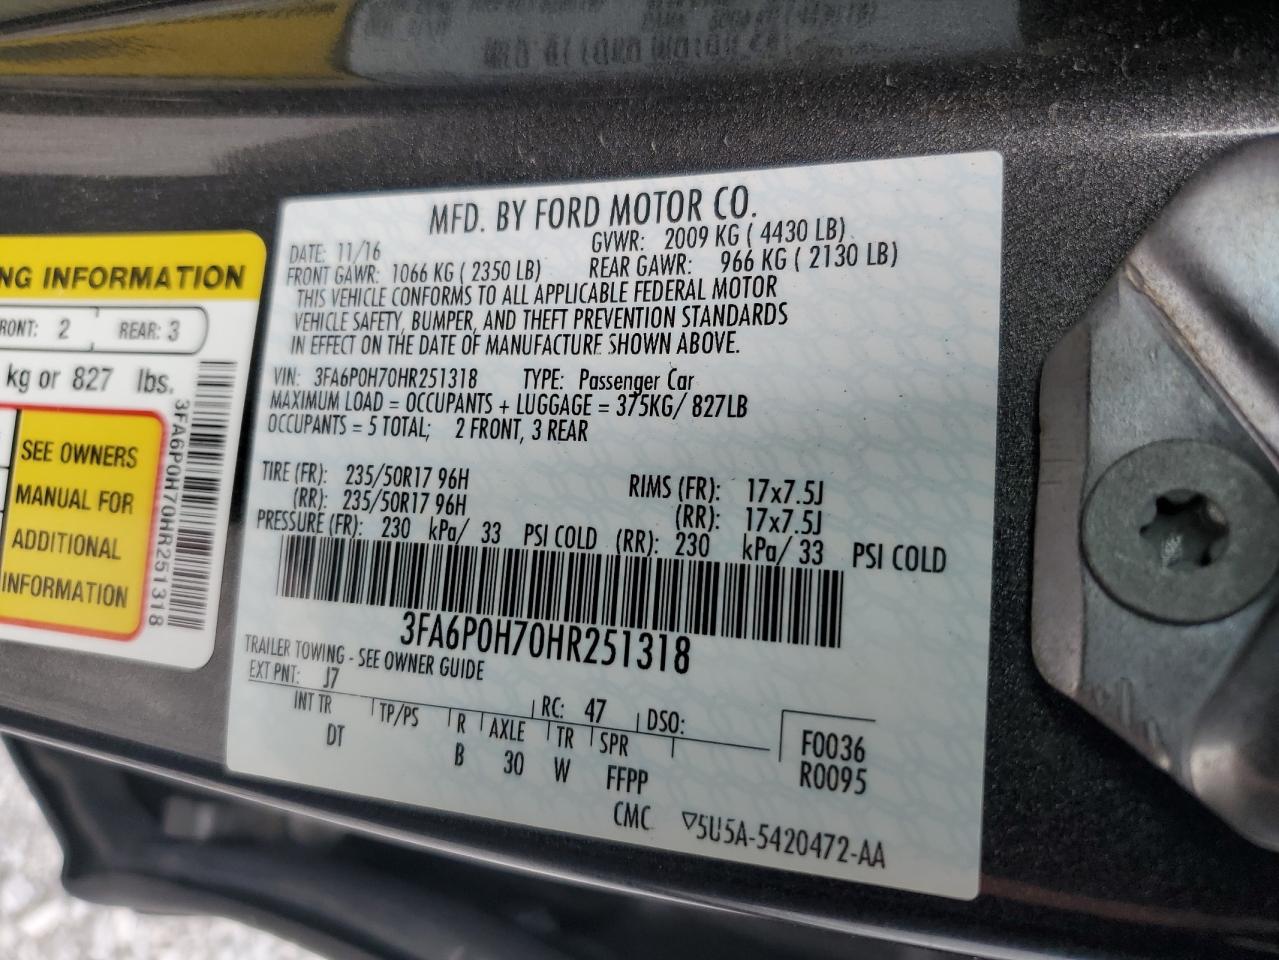 MFD. BY FORD MOTOR CO.
DATE: 11/16 GVWR: 2009 KG ( 4430 LB)
FRONT GAWR: 1066 KG ( 2350 LB) REAR GAWR: 966 KG ( 2130 LB)
THIS VEHICLE CONFORMS TO ALL APPLICABLE FEDERAL MOTOR
VEHICLE SAFETY, BUMPER, AND THEFT PREVENTION STANDARDS
IN EFFECT ON THE DATE OF MANUFACTURE SHOWN ABOVE.
VIN: 3FA6P0H70HR251318 TYPE: Passenger Car
MAXIMUM LOAD = OCCUPANTS + LUGGAGE = 375KG/ 827LB
OCCUPANTS = 5 TOTAL; 2 FRONT, 3 REAR
TIRE (FR): 235/50R17 96H RIMS (FR): 17x7.5J
(RR): 235/50R17 96H (RR): 17x7.5J
PRESSURE (FR): 230 kPa/ 33 PSI COLD (RR): 230 kPa/ 33 PSI COLD
3FA6P0H70HR251318
TRAILER TOWING - SEE OWNER GUIDE
EXT PNT: J7 RC: 47 DSO:
INT TR TP/PS R AXLE TR SPR F0036
DT B 30 W FFPP R0095
CMC ▽5U5A-5420472-AA
NG INFORMATION
RONT: 2 REAR: 3
kg or 827 lbs.
SEE OWNERS
MANUAL FOR
ADDITIONAL
INFORMATION
3FA6P0H70HR251318